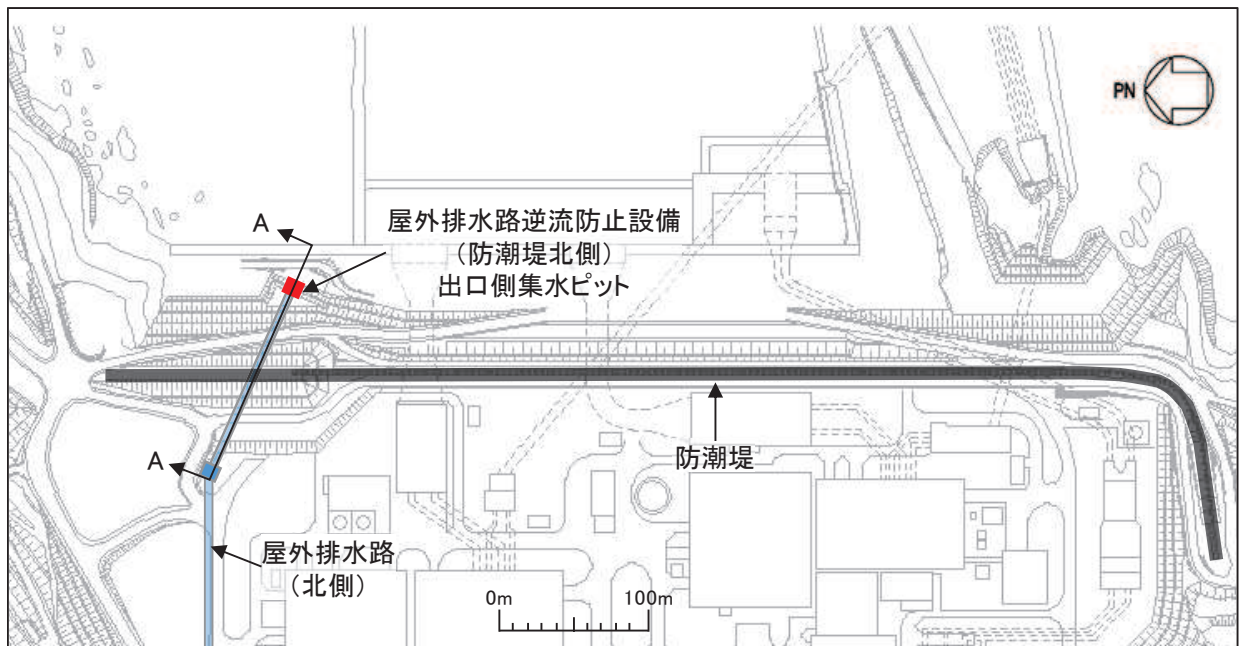 PN
A
屋外排水路逆流防止設備
（防潮堤北側）
出口側集水ピット
A
防潮堤
屋外排水路
（北側）
0m 100m